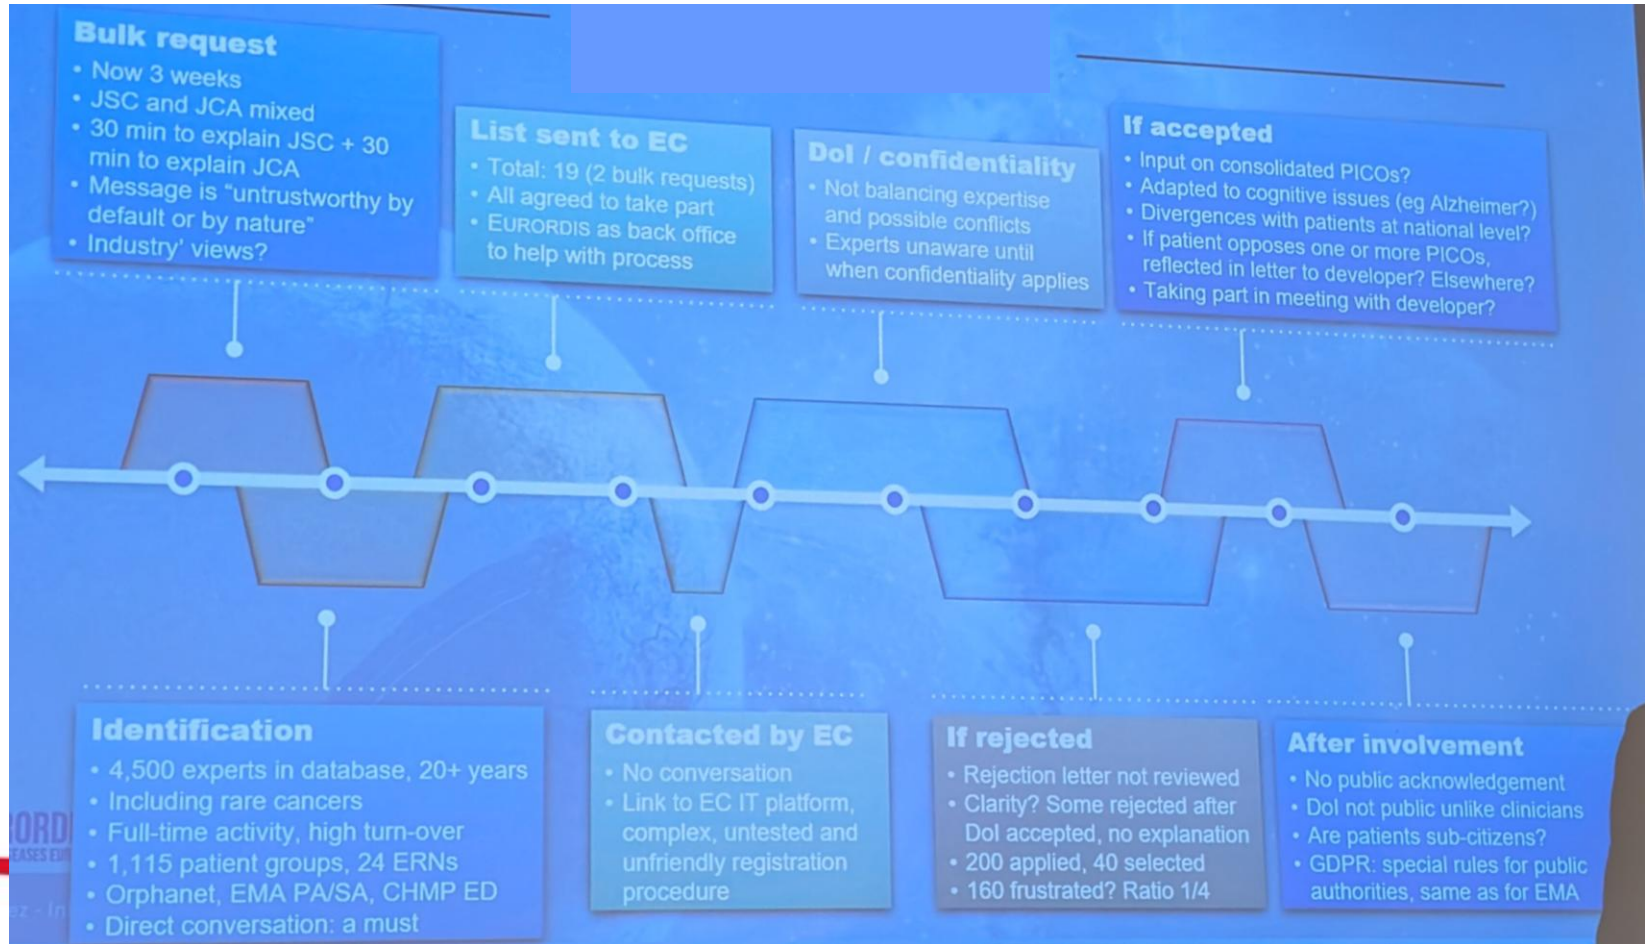 Bulk request
• Now 3 weeks
• JSC and JCA mixed
• 30 min to explain JSC + 30
min to explain JCA
• Message is “untrustworthy by
default or by nature”
• Industry’ views?
List sent to EC
• Total: 19 (2 bulk requests)
• All agreed to take part
• EURORDIS as back office
to help with process
DoI / confidentiality
• Not balancing expertise
and possible conflicts
• Experts unaware until
when confidentiality applies
If accepted
• Input on consolidated PICOs?
• Adapted to cognitive issues (eg Alzheimer?)
• Divergences with patients at national level?
• If patient opposes one or more PICOs,
reflected in letter to developer? Elsewhere?
• Taking part in meeting with developer?
Identification
• 4,500 experts in database, 20+ years
• Including rare cancers
• Full-time activity, high turn-over
• 1,115 patient groups, 24 ERNs
• Orphanet, EMA PA/SA, CHMP ED
• Direct conversation: a must
Contacted by EC
• No conversation
• Link to EC IT platform,
complex, untested and
unfriendly registration
procedure
If rejected
• Rejection letter not reviewed
• Clarity? Some rejected after
DoI accepted, no explanation
• 200 applied, 40 selected
• 160 frustrated? Ratio 1/4
After involvement
• No public acknowledgement
• DoI not public unlike clinicians
• Are patients sub-citizens?
• GDPR: special rules for public
authorities, same as for EMA